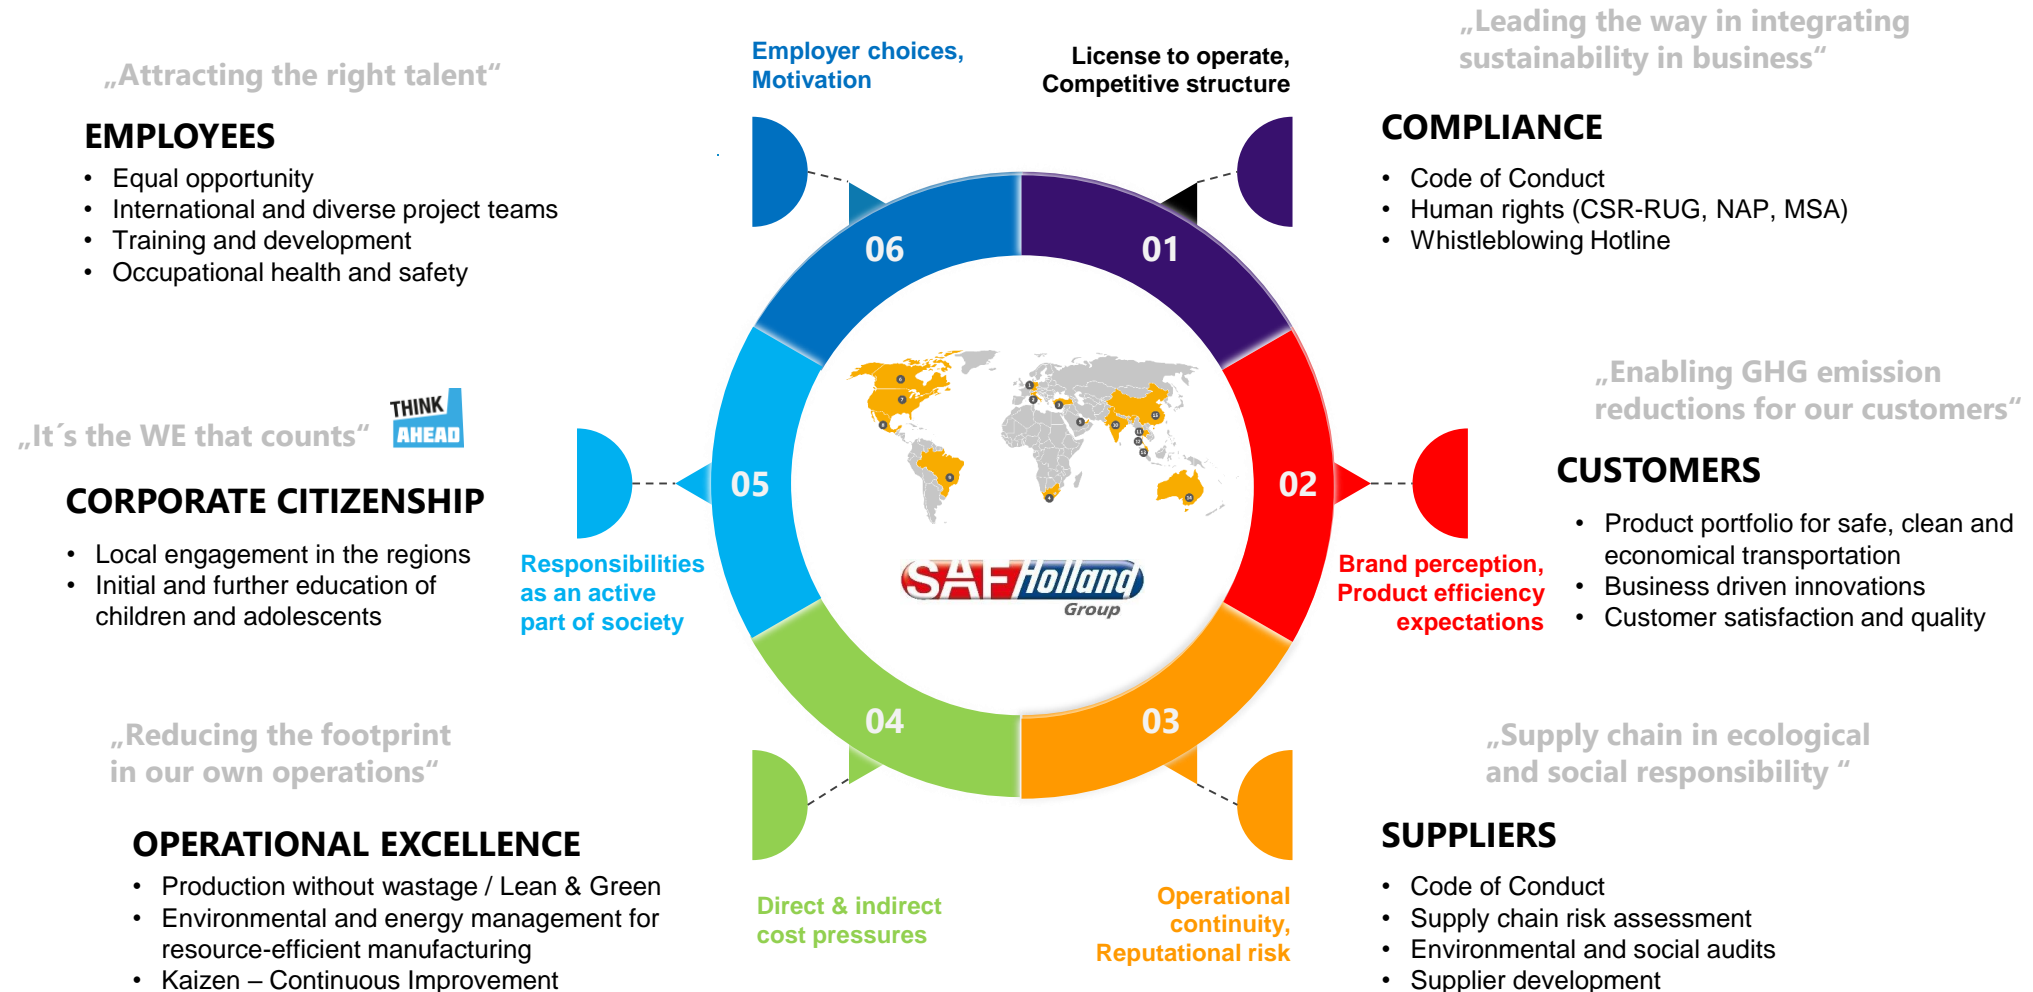 „Attracting the right talent“
EMPLOYEES
• Equal opportunity
• International and diverse project teams
• Training and development
• Occupational health and safety
Employer choices,
Motivation
License to operate,
Competitive structure
„Leading the way in integrating
sustainability in business“
COMPLIANCE
• Code of Conduct
• Human rights (CSR-RUG, NAP, MSA)
• Whistleblowing Hotline
06
01
„It´s the WE that counts“
THINK
AHEAD
CORPORATE CITIZENSHIP
• Local engagement in the regions
• Initial and further education of
children and adolescents
Responsibilities
as an active
part of society
05
02
SAF Holland
Group
Brand perception,
Product efficiency
expectations
„Enabling GHG emission
reductions for our customers“
CUSTOMERS
• Product portfolio for safe, clean and
economical transportation
• Business driven innovations
• Customer satisfaction and quality
04
03
„Reducing the footprint
in our own operations“
OPERATIONAL EXCELLENCE
• Production without wastage / Lean & Green
• Environmental and energy management for
resource-efficient manufacturing
• Kaizen – Continuous Improvement
Direct & indirect
cost pressures
Operational
continuity,
Reputational risk
„Supply chain in ecological
and social responsibility “
SUPPLIERS
• Code of Conduct
• Supply chain risk assessment
• Environmental and social audits
• Supplier development